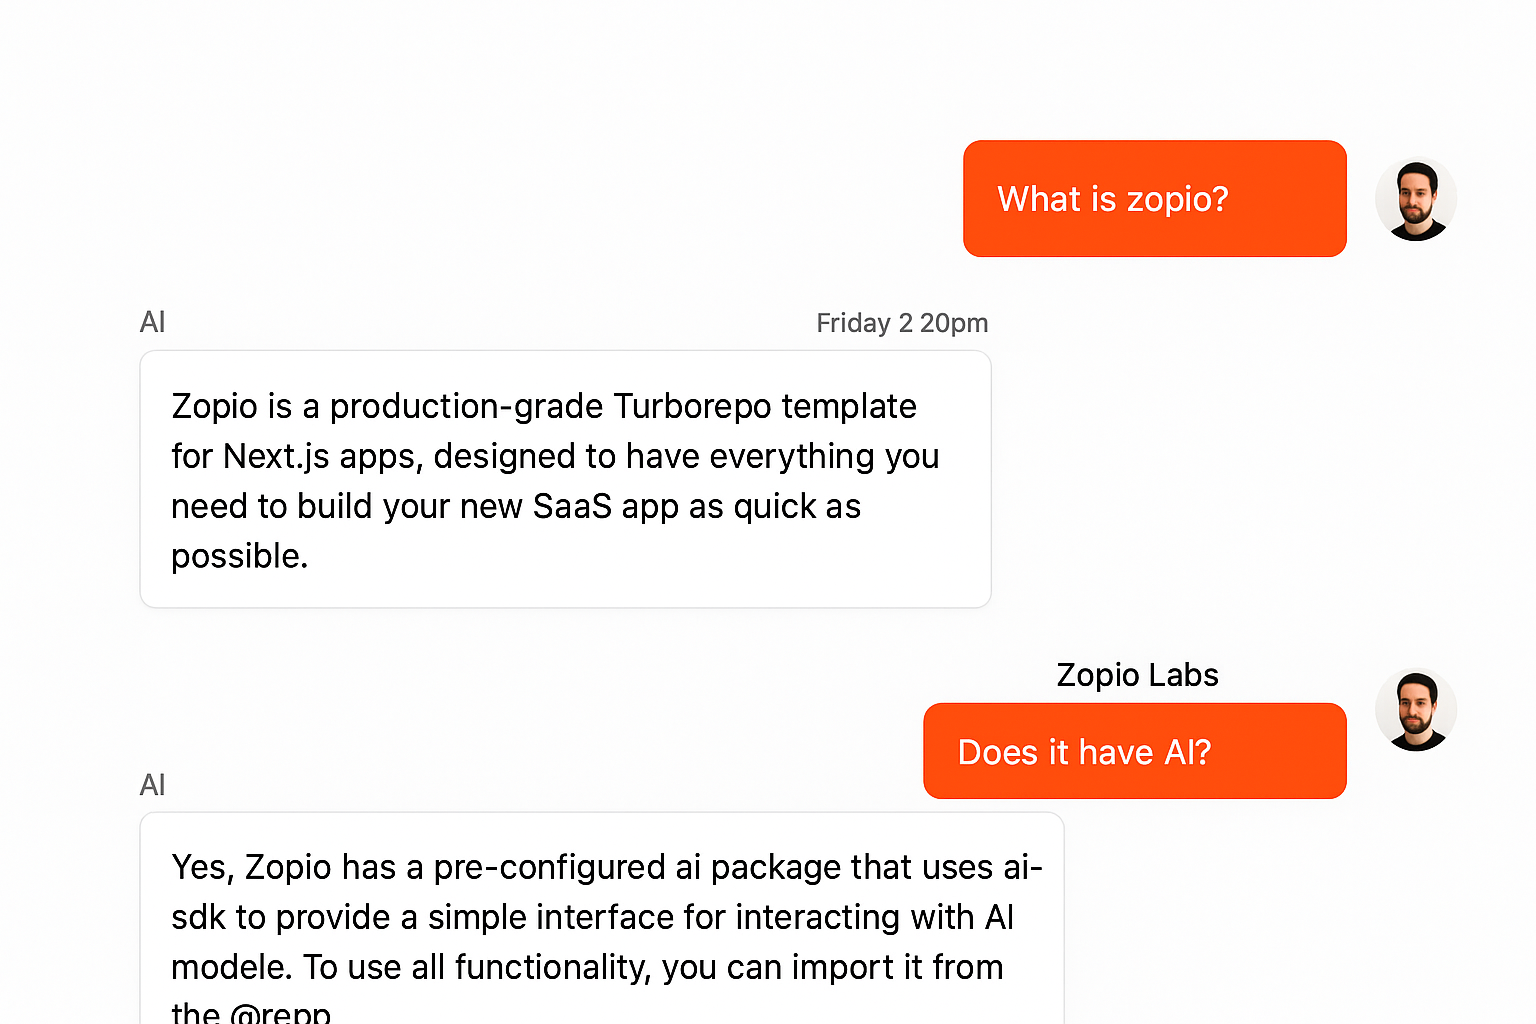 What is zopio?
AI
Friday 2 20pm
Zopio is a production-grade Turborepo template
for Next.js apps, designed to have everything you
need to build your new SaaS app as quick as
possible.
Zopio Labs
Does it have AI?
AI
Yes, Zopio has a pre-configured ai package that uses ai-
sdk to provide a simple interface for interacting with AI
modele. To use all functionality, you can import it from
the @repp